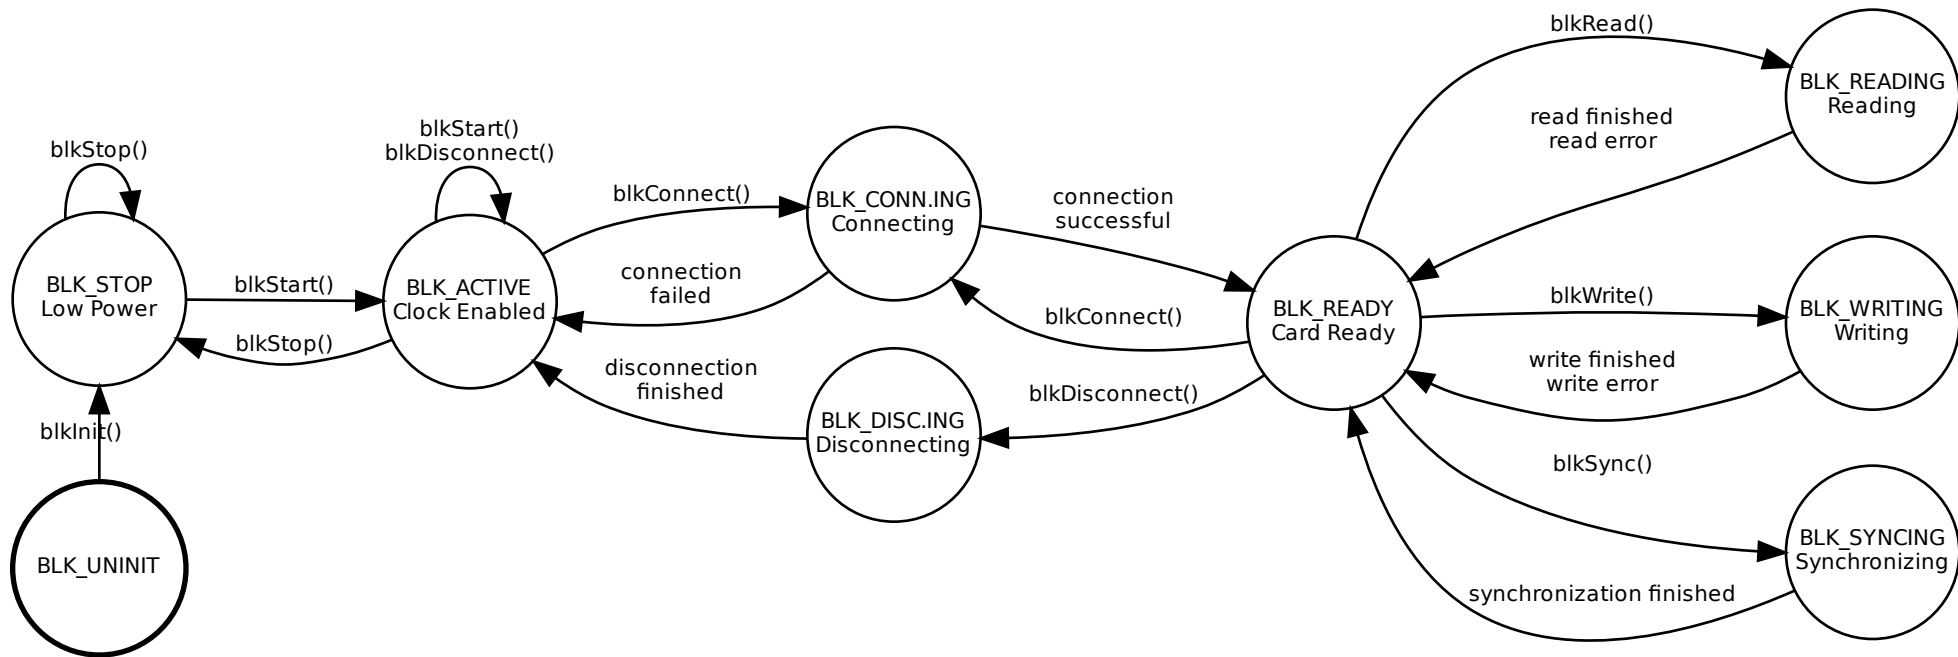 blkStop()
BLK_STOP
Low Power
blkInit()
BLK_UNINIT
blkStart()
blkStop()
blkStart()
blkDisconnect()
BLK_ACTIVE
Clock Enabled
blkConnect()
connection
failed
disconnection
finished
BLK_CONN.ING
Connecting
BLK_DISC.ING
Disconnecting
connection
successful
blkConnect()
blkDisconnect()
BLK_READY
Card Ready
blkRead()
read finished
read error
blkWrite()
write finished
write error
blkSync()
synchronization finished
BLK_READING
Reading
BLK_WRITING
Writing
BLK_SYNCING
Synchronizing